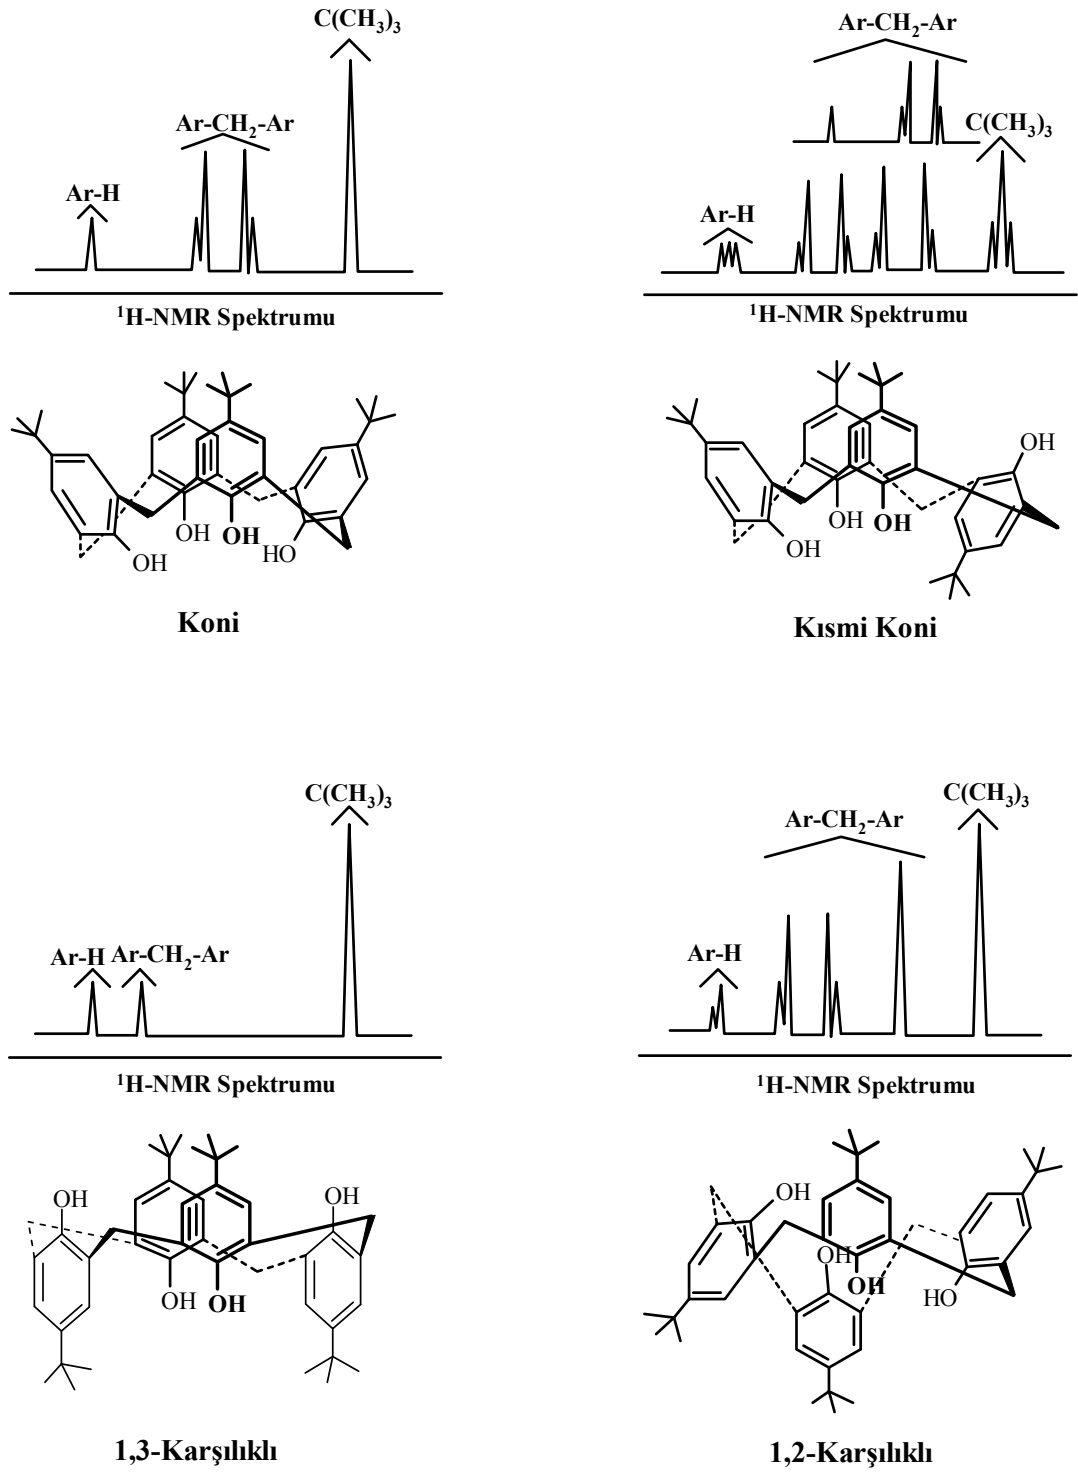 C(CH₃)₃
Ar-CH₂-Ar
Ar-H
¹H-NMR Spektrumu
OH
OH
OH
HO
Koni
Ar-CH₂-Ar
C(CH₃)₃
Ar-H
¹H-NMR Spektrumu
OH
OH
OH
OH
Kısmi Koni
C(CH₃)₃
Ar-H
Ar-CH₂-Ar
¹H-NMR Spektrumu
OH
OH
OH
OH
1,3-Karşılıklı
C(CH₃)₃
Ar-CH₂-Ar
Ar-H
¹H-NMR Spektrumu
OH
OH
OH
HO
1,2-Karşılıklı